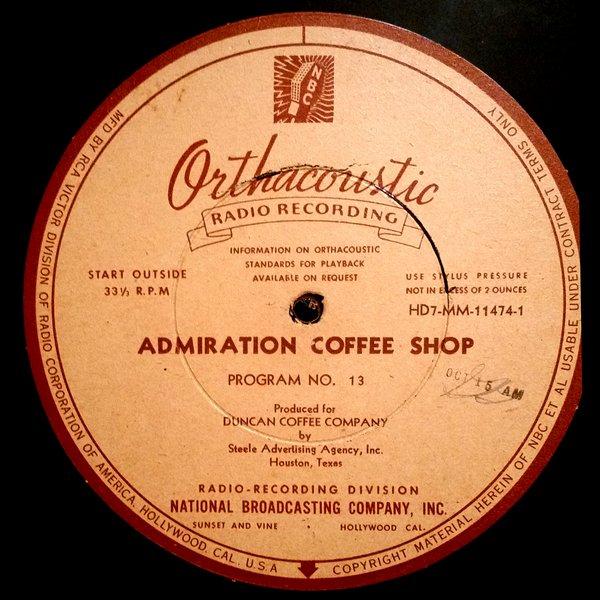 NBC
Orthacoustic
RADIO RECORDING
INFORMATION ON ORTHACOUSTIC
STANDARDS FOR PLAYBACK
AVAILABLE ON REQUEST
START OUTSIDE
33⅓ R.P.M
USE STYLUS PRESSURE
NOT IN EXCESS OF 2 OUNCES
HD7-MM-11474-1
ADMIRATION COFFEE SHOP
PROGRAM NO. 13
OCT 15 AM
Produced for
DUNCAN COFFEE COMPANY
by
Steele Advertising Agency, Inc.
Houston, Texas
RADIO-RECORDING DIVISION
NATIONAL BROADCASTING COMPANY, INC.
SUNSET AND VINE • HOLLYWOOD CAL.
MFD BY RCA VICTOR DIVISION OF RADIO CORPORATION OF AMERICA, HOLLYWOOD, CAL., U.S.A
COPYRIGHT MATERIAL HEREIN OF NBC ET AL USABLE UNDER CONTRACT TERMS ONLY